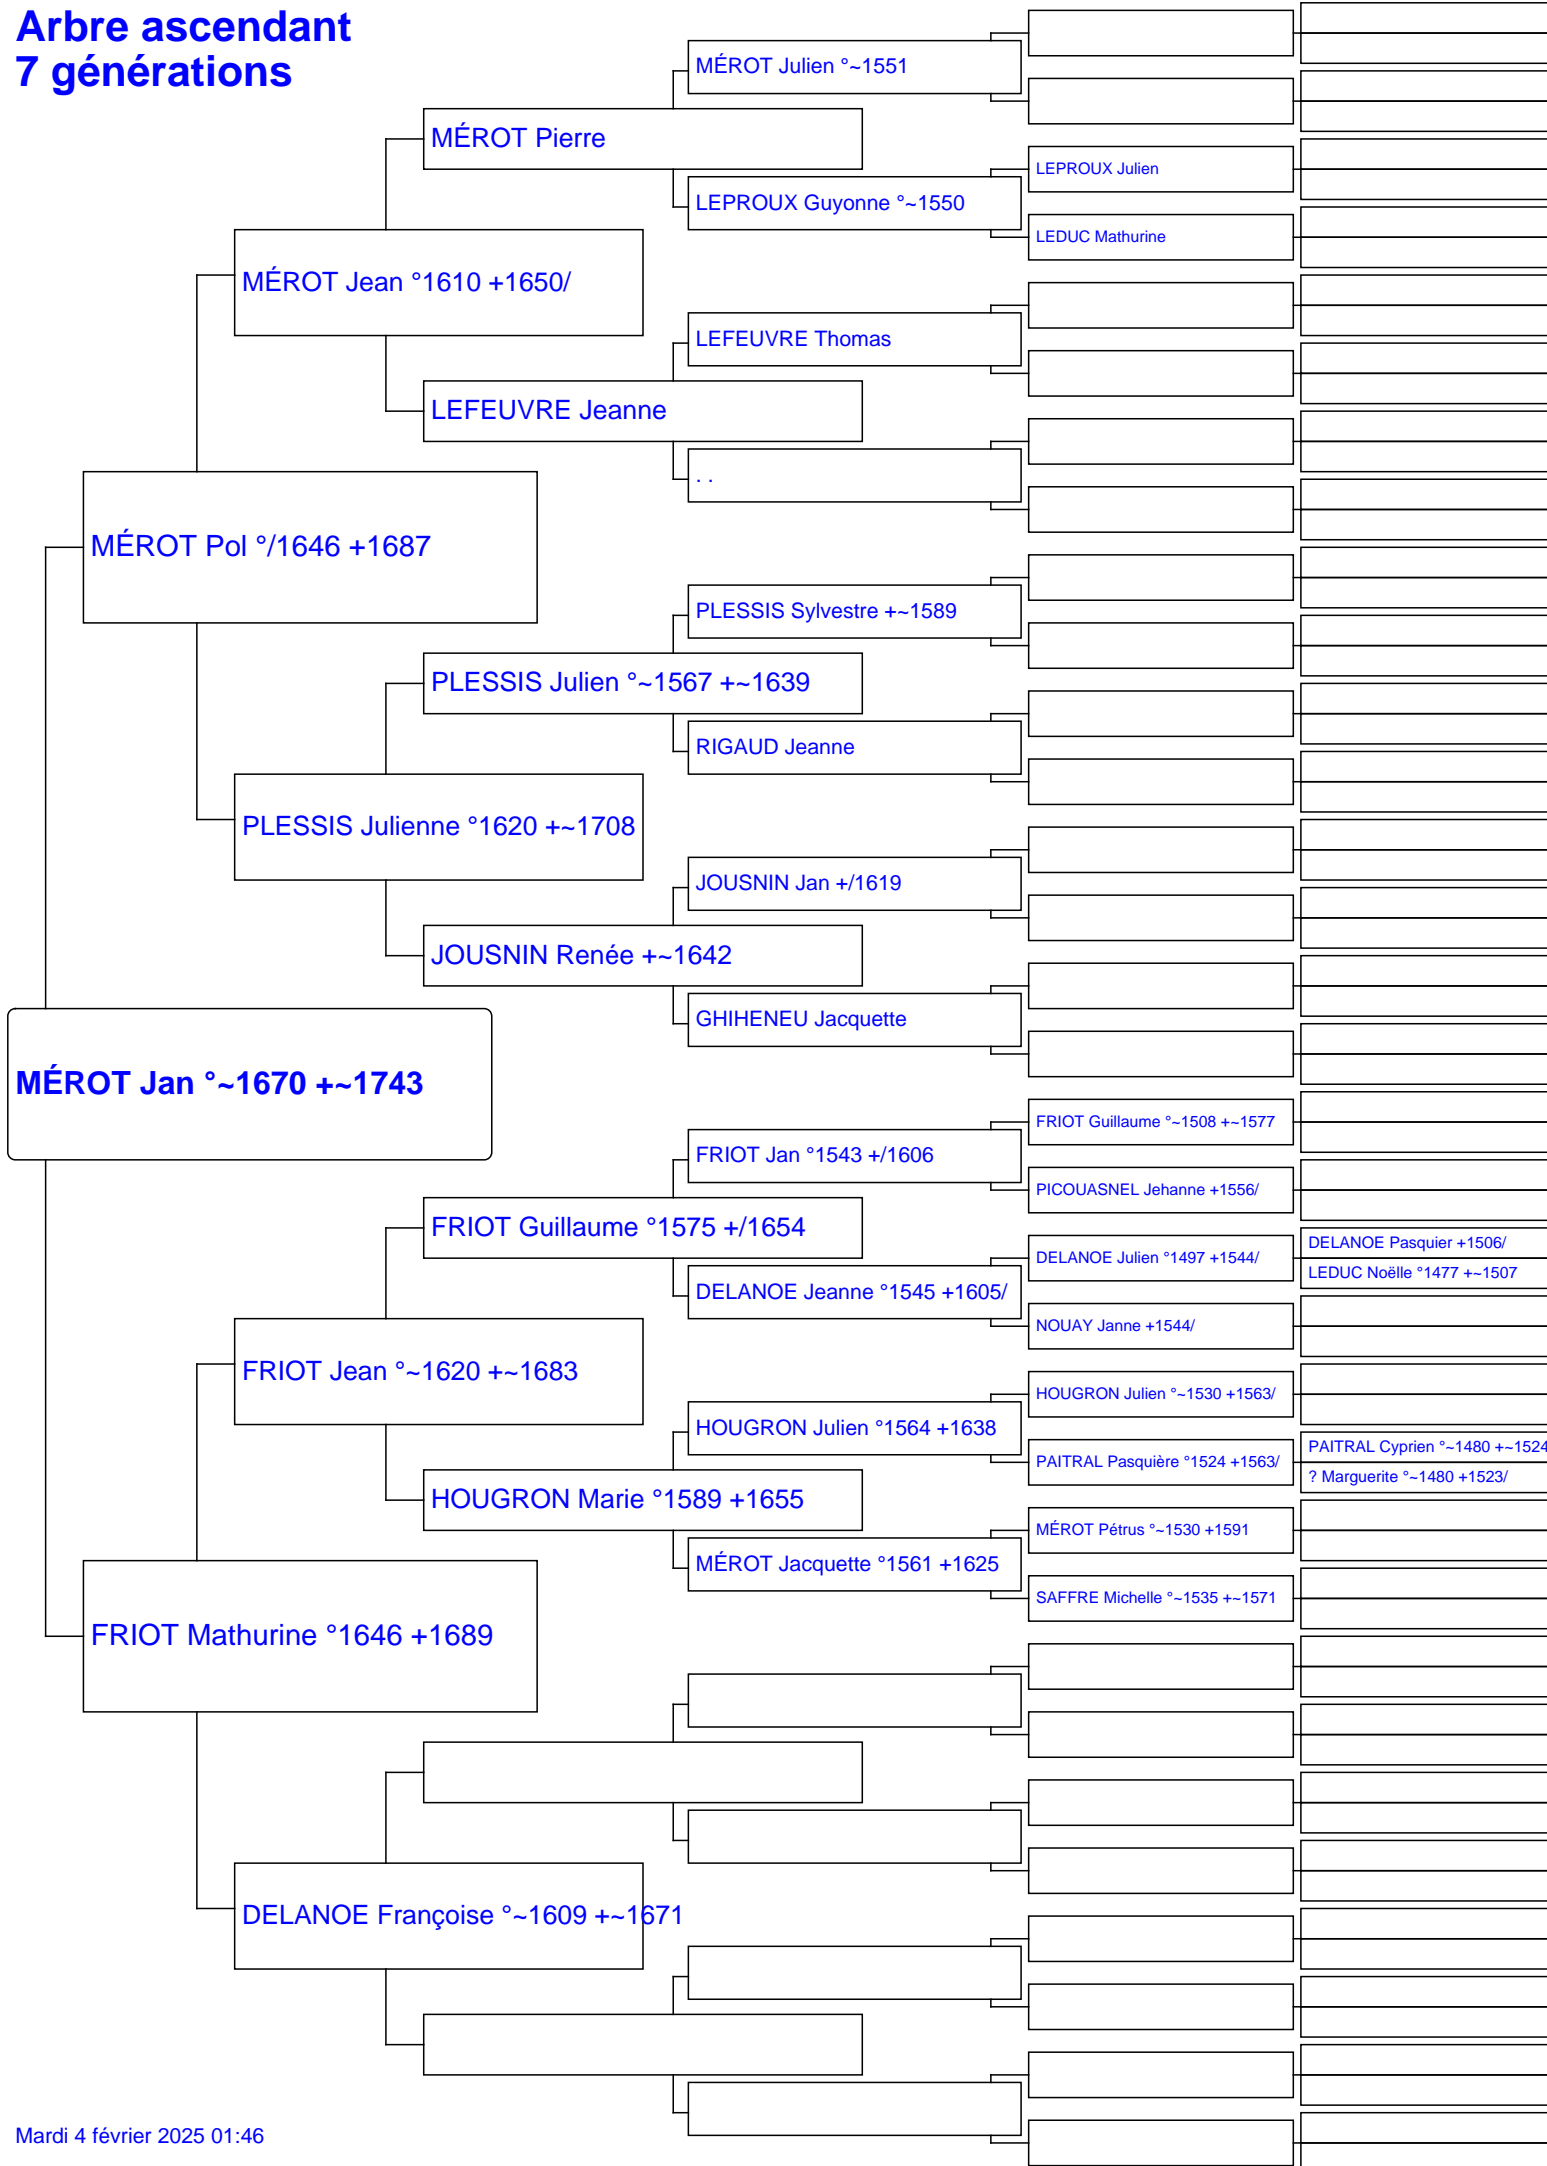 Arbre ascendant
7 générations
MÉROT Julien °~1551
MÉROT Pierre
LEPROUX Julien
LEPROUX Guyonne °~1550
LEDUC Mathurine
MÉROT Jean °1610 +1650/
LEFEUVRE Thomas
LEFEUVRE Jeanne
. .
MÉROT Pol °/1646 +1687
PLESSIS Sylvestre +~1589
PLESSIS Julien °~1567 +~1639
RIGAUD Jeanne
PLESSIS Julienne °1620 +~1708
JOUSNIN Jan +/1619
JOUSNIN Renée +~1642
GHIHENEU Jacquette
MÉROT Jan °~1670 +~1743
FRIOT Guillaume °~1508 +~1577
FRIOT Jan °1543 +/1606
PICOUASNEL Jehanne +1556/
FRIOT Guillaume °1575 +/1654
DELANOE Pasquier +1506/
DELANOE Julien °1497 +1544/
LEDUC Noëlle °1477 +~1507
DELANOE Jeanne °1545 +1605/
NOUAY Janne +1544/
FRIOT Jean °~1620 +~1683
HOUGRON Julien °~1530 +1563/
HOUGRON Julien °1564 +1638
PAITRAL Cyprien °~1480 +~1524
PAITRAL Pasquière °1524 +1563/
? Marguerite °~1480 +1523/
HOUGRON Marie °1589 +1655
MÉROT Pétrus °~1530 +1591
MÉROT Jacquette °1561 +1625
SAFFRE Michelle °~1535 +~1571
FRIOT Mathurine °1646 +1689
DELANOE Françoise °~1609 +~1671
Mardi 4 février 2025 01:46